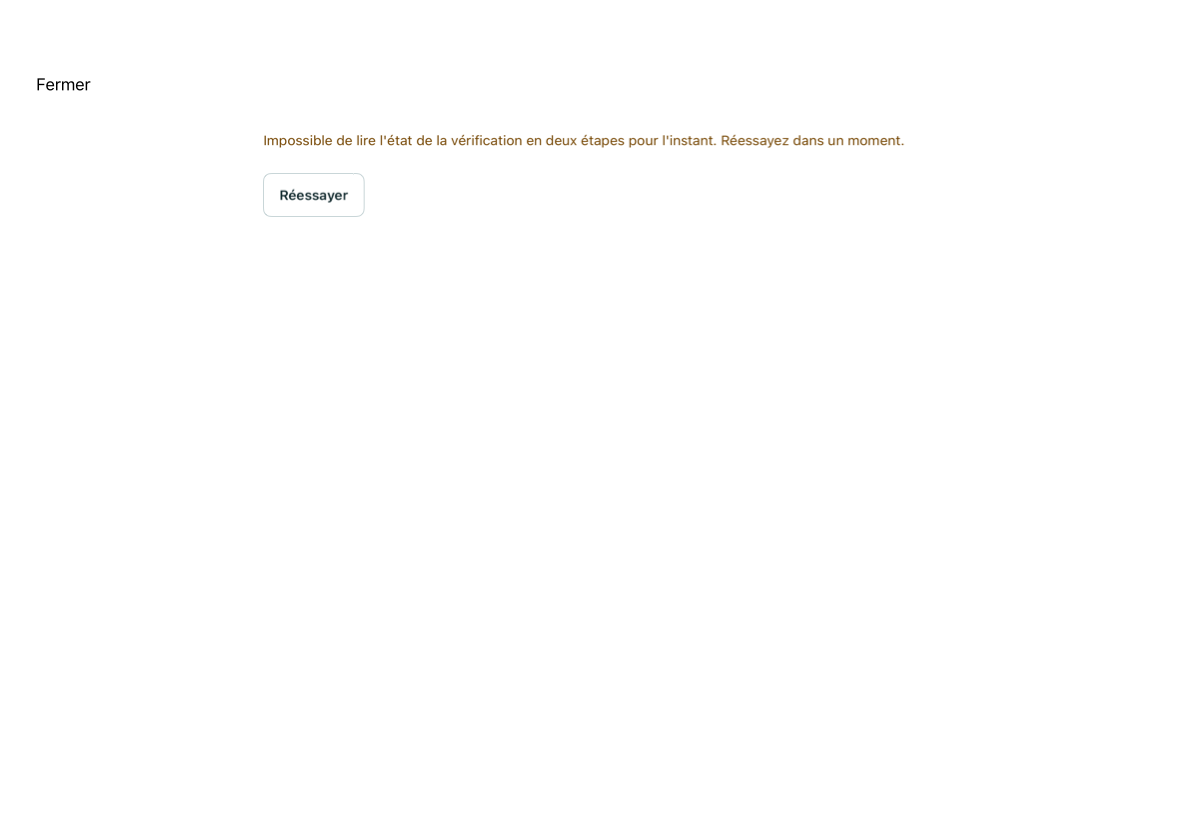 Fermer
Impossible de lire l'état de la vérification en deux étapes pour l'instant. Réessayez dans un moment.
Réessayer